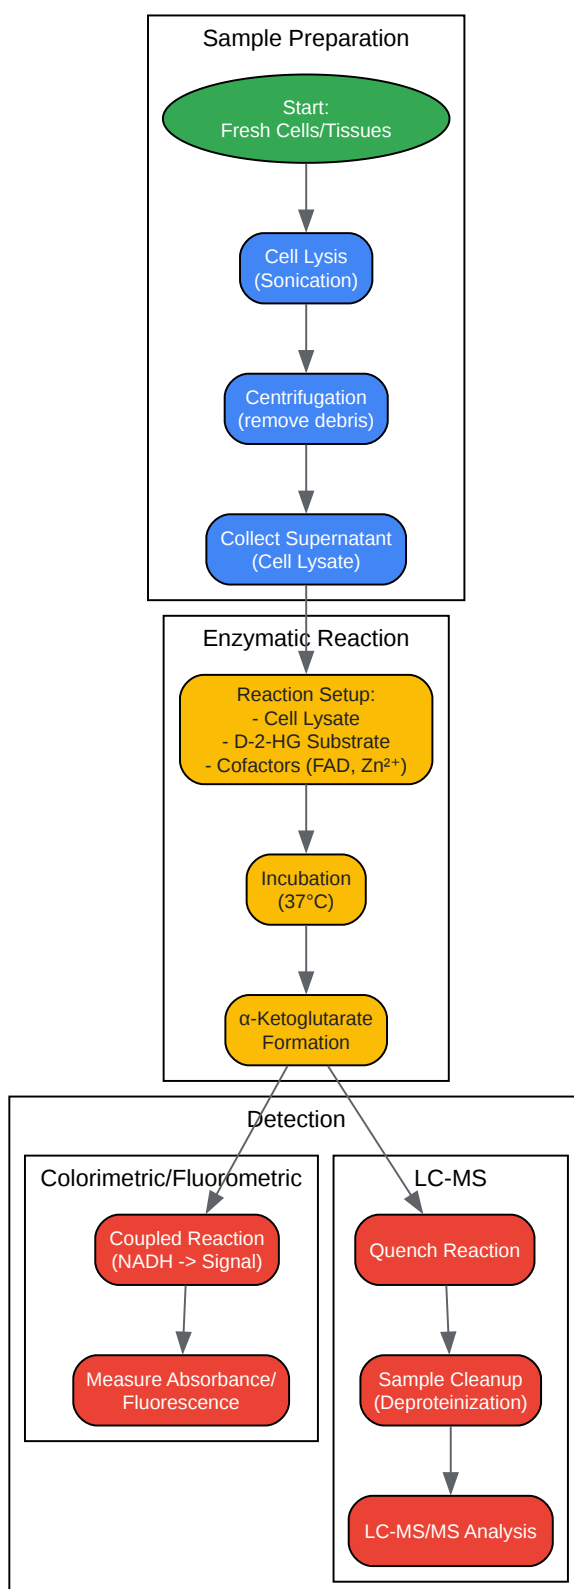 Sample Preparation
Start:
Fresh Cells/Tissues
Cell Lysis
(Sonication)
Centrifugation
(remove debris)
Collect Supernatant
(Cell Lysate)
Enzymatic Reaction
Reaction Setup:
- Cell Lysate
- D-2-HG Substrate
- Cofactors (FAD, Zn²⁺)
Incubation
(37°C)
α-Ketoglutarate
Formation
Detection
Colorimetric/Fluorometric
Coupled Reaction
(NADH -> Signal)
Measure Absorbance/
Fluorescence
LC-MS
Quench Reaction
Sample Cleanup
(Deproteinization)
LC-MS/MS Analysis